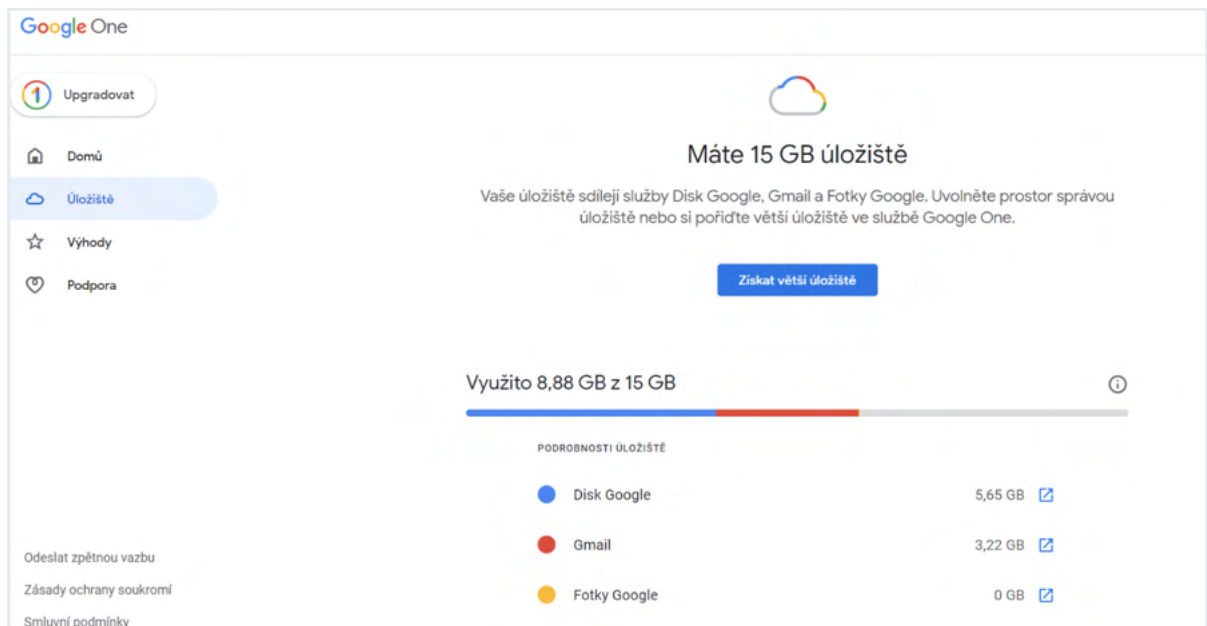 Google One
Upgradovat
Domů
Úložiště
Výhody
Podpora
Máte 15 GB úložiště
Vaše úložiště sdílejí služby Disk Google, Gmail a Fotky Google. Uvolněte prostor správou
úložiště nebo si pořiďte větší úložiště ve službě Google One.
Získat větší úložiště
Využito 8,88 GB z 15 GB
PODROBNOSTI ÚLOŽIŠTĚ
Disk Google 5,65 GB
Gmail 3,22 GB
Fotky Google 0 GB
Odeslat zpětnou vazbu
Zásady ochrany soukromí
Smluvní podmínky